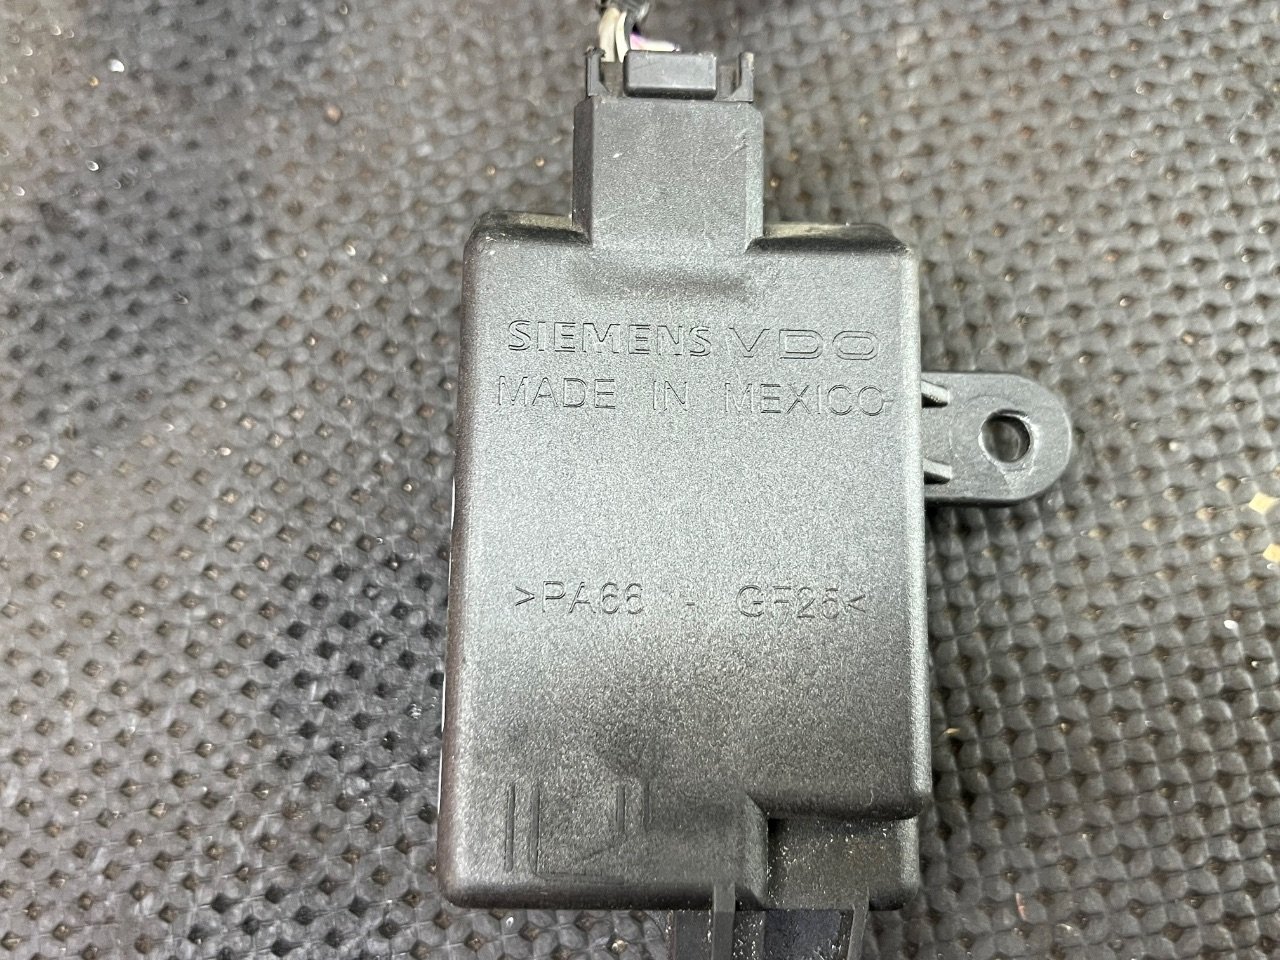 SIEMENS VDO
MADE IN MEXICO
>PA66 - GF25<